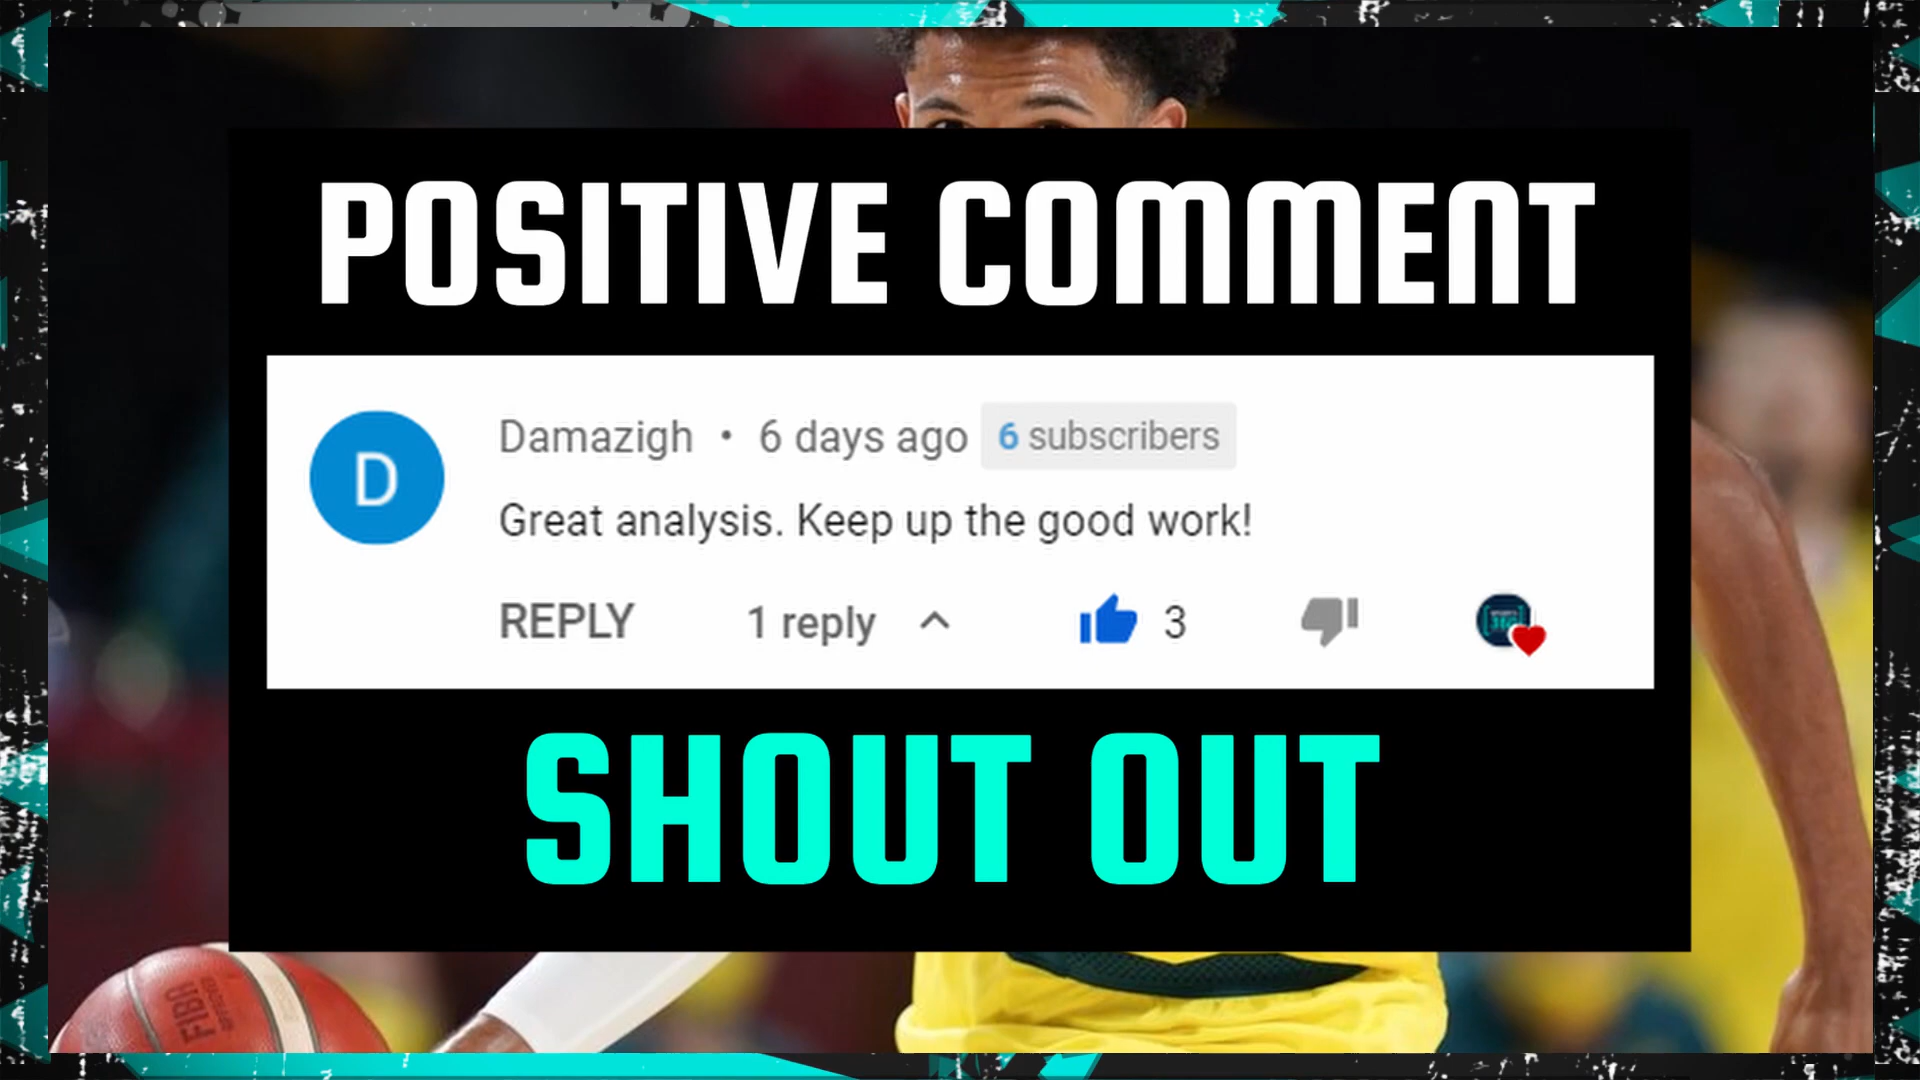 POSITIVE COMMENT
D
Damazigh • 6 days ago 6 subscribers
Great analysis. Keep up the good work!
REPLY 1 reply 3
SHOUT OUT
FIBA